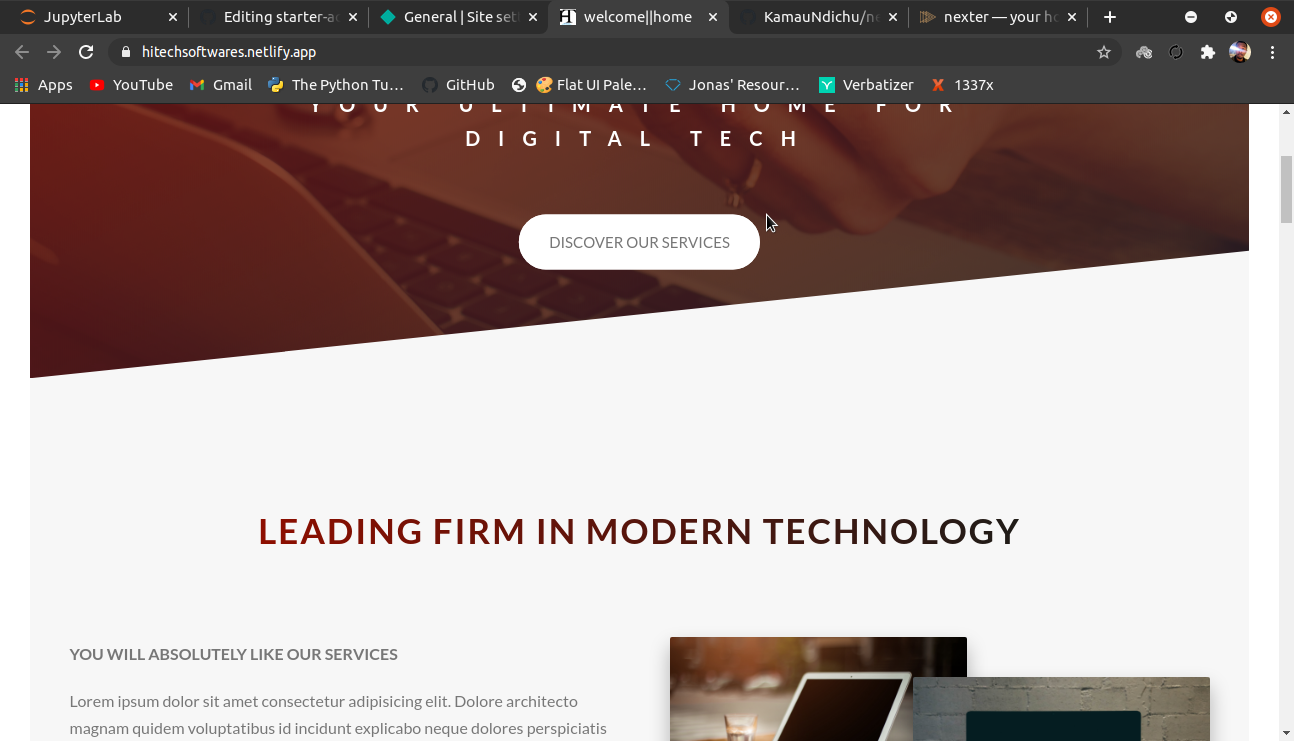 JupyterLab
Editing starter-ac
General | Site set
welcome||home
KamauNdichu/ne
nexter — your ho
hitechsoftwares.netlify.app
Apps
YouTube
Gmail
The Python Tu…
GitHub
Flat UI Pale…
Jonas' Resour…
Verbatizer
1337x
YOUR ULTIMATE HOME FOR
DIGITAL TECH
DISCOVER OUR SERVICES
LEADING FIRM IN MODERN TECHNOLOGY
YOU WILL ABSOLUTELY LIKE OUR SERVICES
Lorem ipsum dolor sit amet consectetur adipisicing elit. Dolore architecto
magnam quidem voluptatibus id incidunt explicabo neque dolores perspiciatis